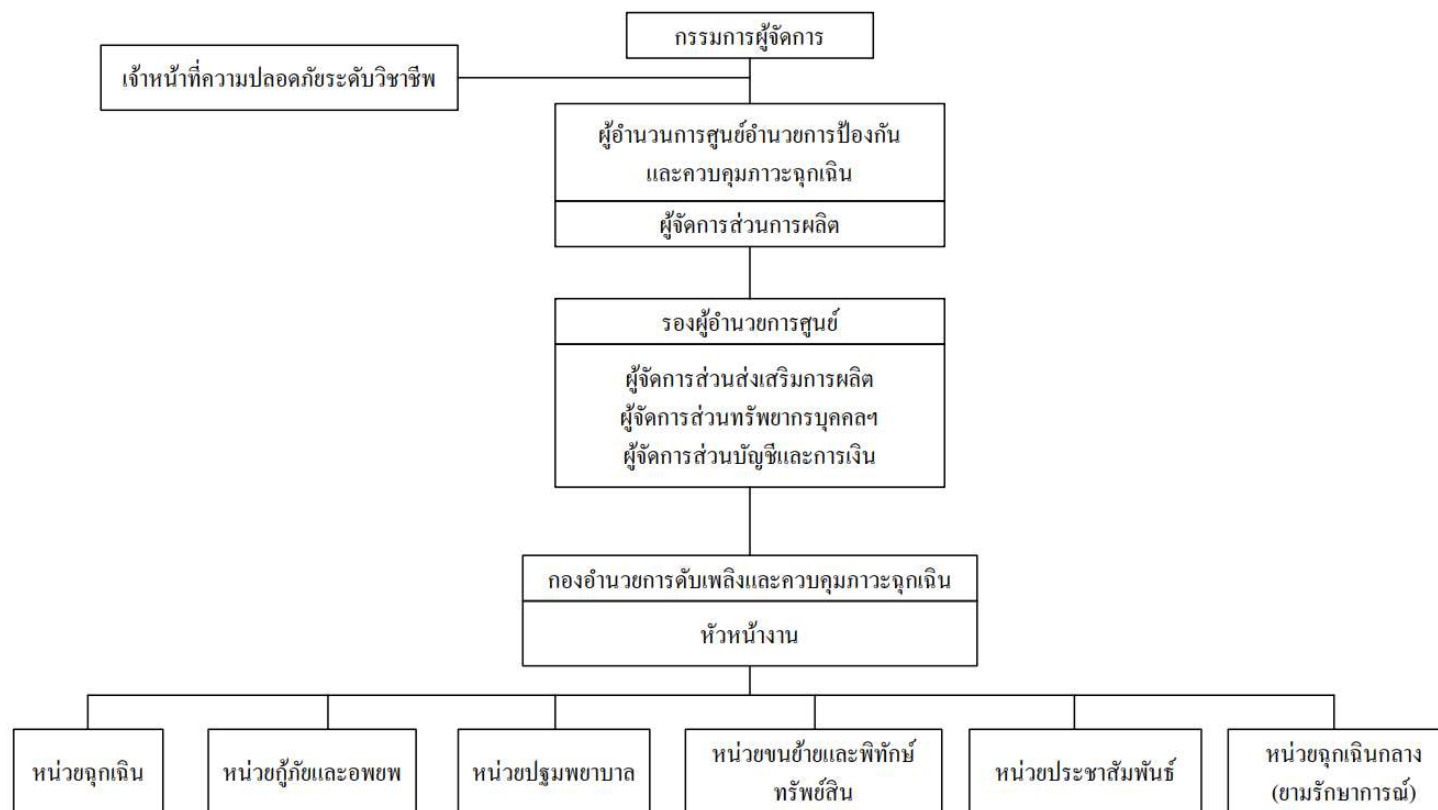 กรรมการผู้จัดการ
เจ้าหน้าที่ความปลอดภัยระดับวิชาชีพ
ผู้อำนวนการศูนย์อำนวยการป้องกัน
และควบคุมภาวะฉุกเฉิน
ผู้จัดการส่วนการผลิต
รองผู้อำนวยการศูนย์
ผู้จัดการส่วนส่งเสริมการผลิต
ผู้จัดการส่วนทรัพยากรบุคคลฯ
ผู้จัดการส่วนบัญชีและการเงิน
กองอำนวยการดับเพลิงและควบคุมภาวะฉุกเฉิน
หัวหน้างาน
หน่วยฉุกเฉิน
หน่วยกู้ภัยและอพยพ
หน่วยปฐมพยาบาล
หน่วยขนย้ายและพิทักษ์
ทรัพย์สิน
หน่วยประชาสัมพันธ์
หน่วยฉุกเฉินกลาง
(ยามรักษาการณ์)